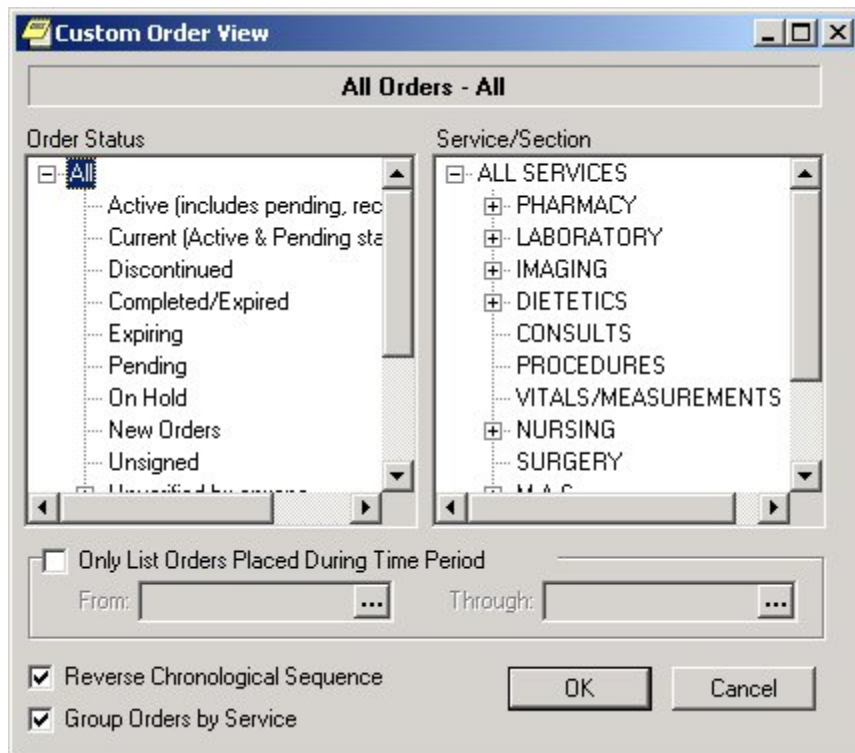 Custom Order View
All Orders - All
Order Status
All
Active (includes pending, rec
Current (Active & Pending sta
Discontinued
Completed/Expired
Expiring
Pending
On Hold
New Orders
Unsigned
Service/Section
ALL SERVICES
PHARMACY
LABORATORY
IMAGING
DIETETICS
CONSULTS
PROCEDURES
VITALS/MEASUREMENTS
NURSING
SURGERY
Only List Orders Placed During Time Period
From: ... Through: ...
Reverse Chronological Sequence
Group Orders by Service
OK Cancel